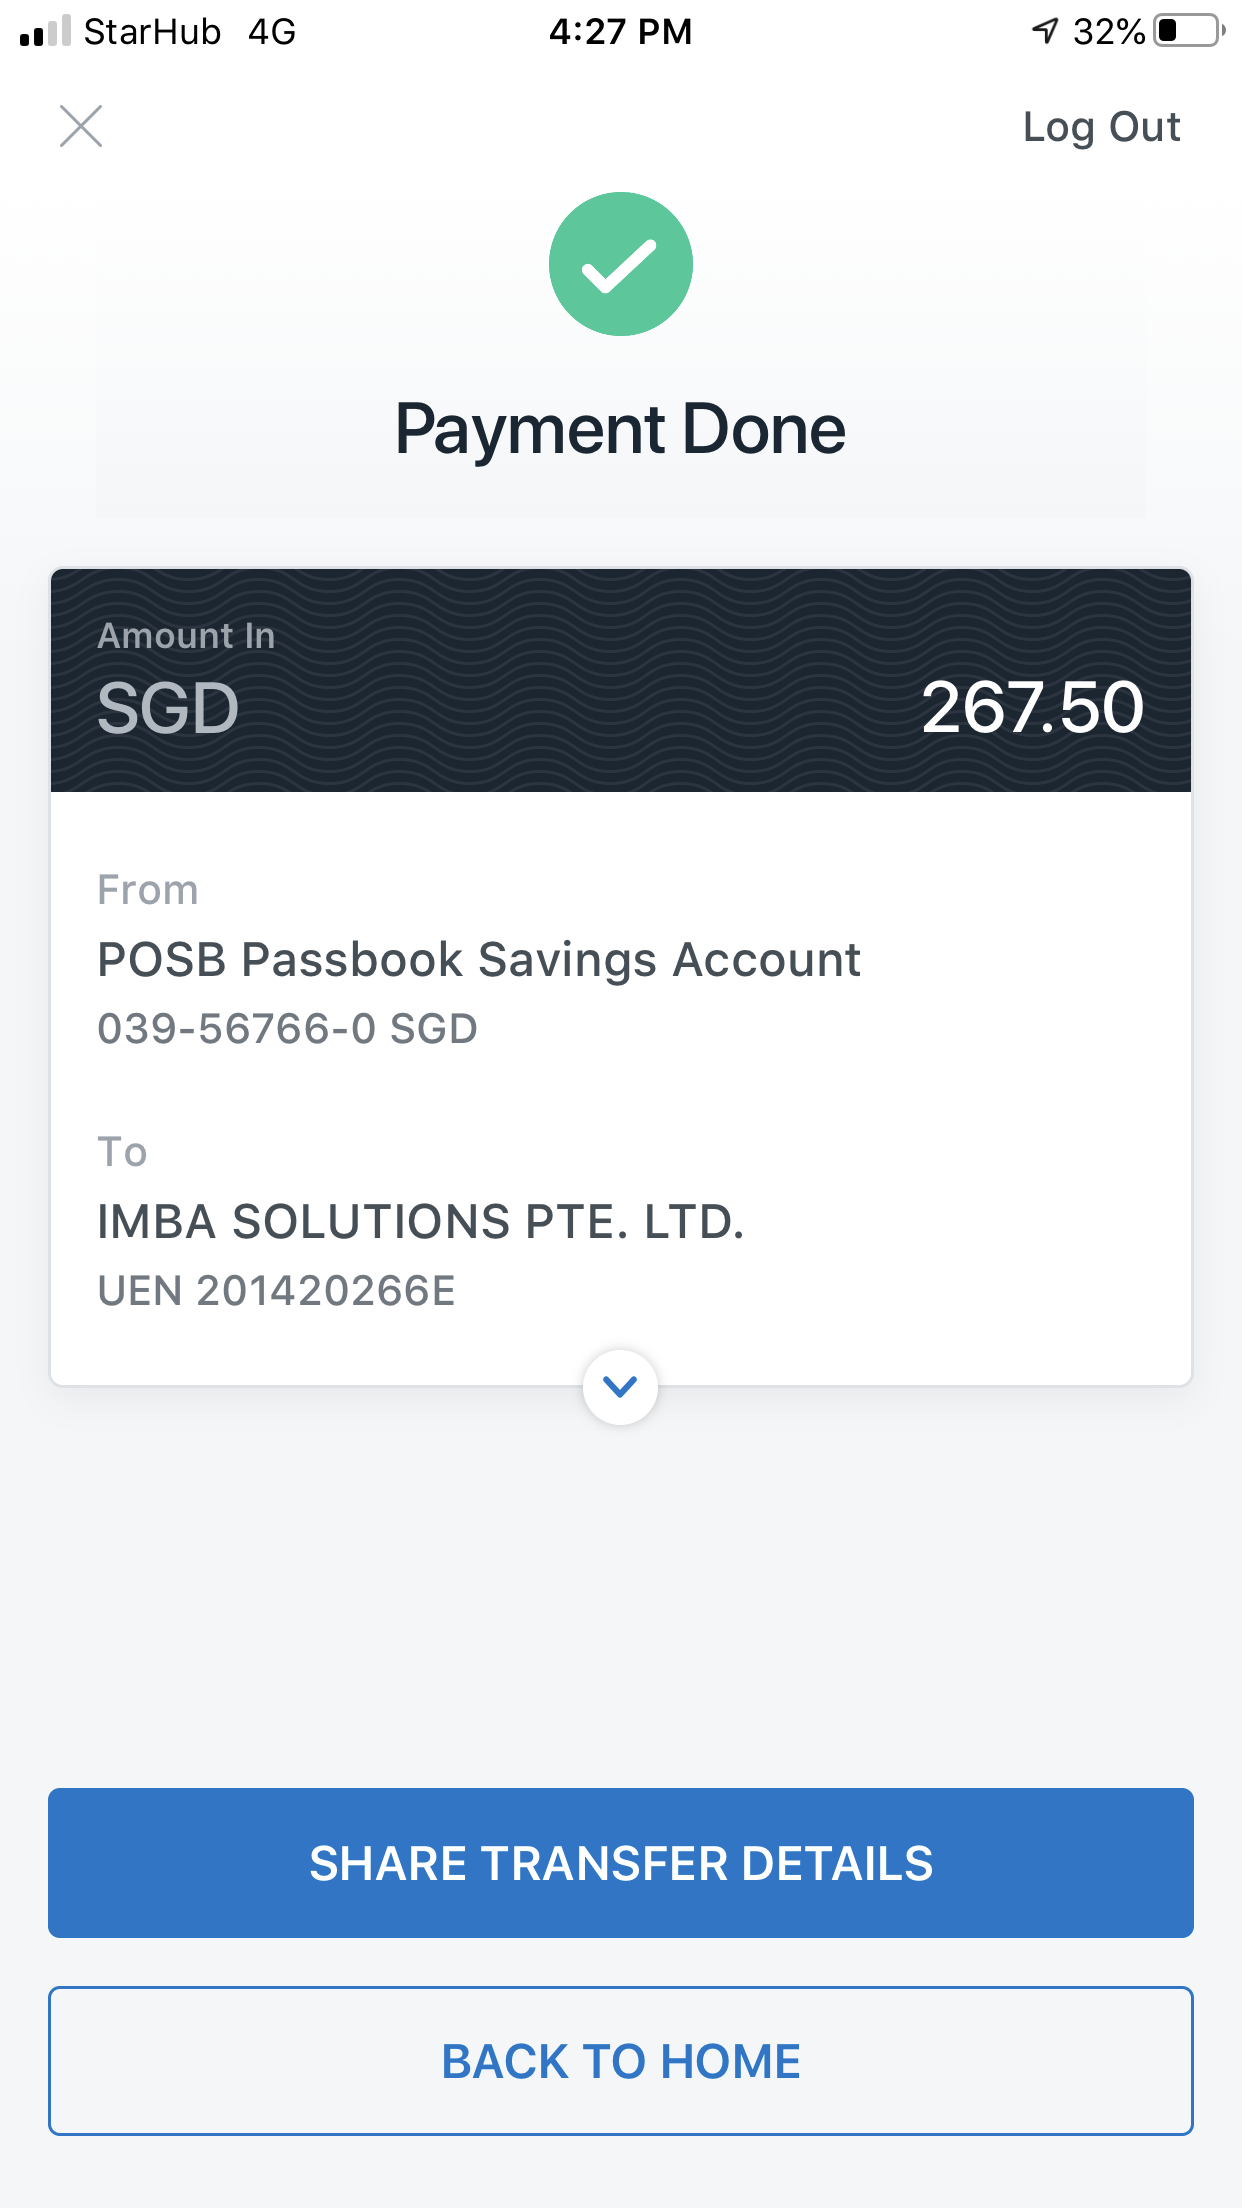 StarHub 4G 4:27 PM 32%
Log Out
Payment Done
Amount In
SGD 267.50
From
POSB Passbook Savings Account
039-56766-0 SGD
To
IMBA SOLUTIONS PTE. LTD.
UEN 201420266E
SHARE TRANSFER DETAILS
BACK TO HOME